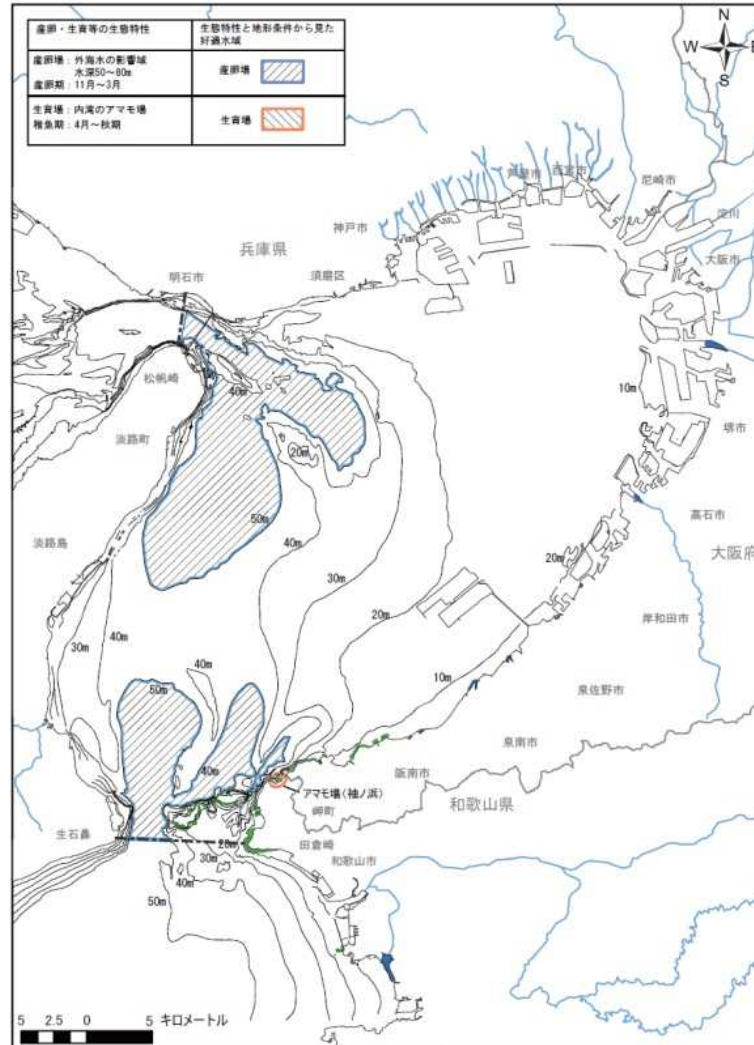 産卵・生育等の生態特性
生態特性と地形条件から見た
好適水域
産卵場：外海水の影響域
水深50～80m
産卵期：11月～3月
産卵場
生育場：内湾のアマモ場
稚魚期：4月～秋期
生育場
N
W
E
S
芦屋市
西宮市
尼崎市
淀川
神戸市
大阪市
兵庫県
須磨区
明石市
松帆崎
40m
10m
淡路町
20m
堺市
50m
高石市
淡路島
40m
大阪府
20m
30m
20m
岸和田市
30m
40m
40m
10m
50m
泉佐野市
泉南市
40m
阪南市
アマモ場(袖ノ浜)
和歌山県
岬町
生石鼻
20m
田倉崎
30m
和歌山市
40m
50m
5 2.5 0 5 キロメートル